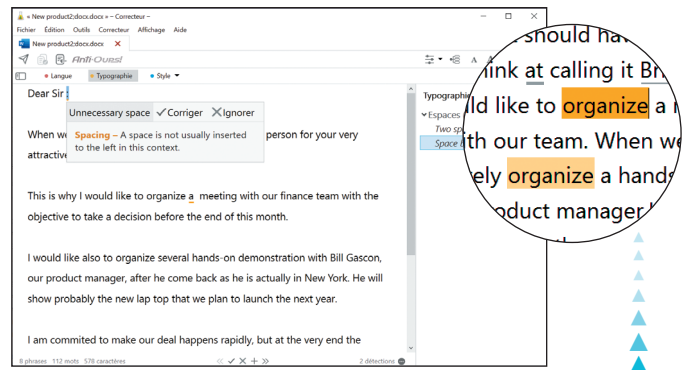 « New product2;docx.docx » – Correcteur –
Fichier Édition Outils Correcteur Affichage Aide
New product2:docx.docx
Anti-Oups!
Langue Typographie Style
Dear Sir :
Unnecessary space Corriger Ignorer
Spacing – A space is not usually inserted
to the left in this context.
When we person for your very
attractive
This is why I would like to organize a meeting with our finance team with the
objective to take a decision before the end of this month.
I would like also to organize several hands-on demonstration with Bill Gascon,
our product manager, after he come back as he is actually in New York. He will
show probably the new lap top that we plan to launch the next year.
I am commited to make our deal happens rapidly, but at the very end the
8 phrases 112 mots 578 caractères
2 détections
Typographie
Espaces
Two sp
Space
should hav
think at calling it Bri
ld like to organize a
ith our team. When we
ely organize a hands
oduct manager